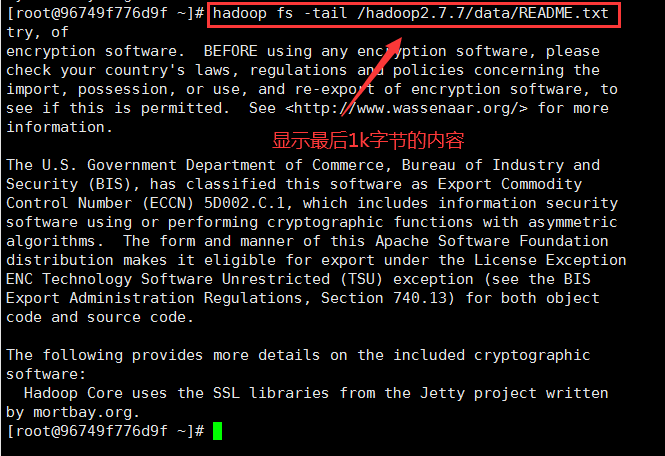 [root@96749f776d9f ~]# hadoop fs -tail /hadoop2.7.7/data/README.txt
try, of
encryption software.  BEFORE using any encryption software, please
check your country's laws, regulations and policies concerning the
import, possession, or use, and re-export of encryption software, to
see if this is permitted.  See <http://www.wassenaar.org/> for more
information.
显示最后1k字节的内容
The U.S. Government Department of Commerce, Bureau of Industry and
Security (BIS), has classified this software as Export Commodity
Control Number (ECCN) 5D002.C.1, which includes information security
software using or performing cryptographic functions with asymmetric
algorithms.  The form and manner of this Apache Software Foundation
distribution makes it eligible for export under the License Exception
ENC Technology Software Unrestricted (TSU) exception (see the BIS
Export Administration Regulations, Section 740.13) for both object
code and source code.
The following provides more details on the included cryptographic
software:
  Hadoop Core uses the SSL libraries from the Jetty project written
by mortbay.org.
[root@96749f776d9f ~]#